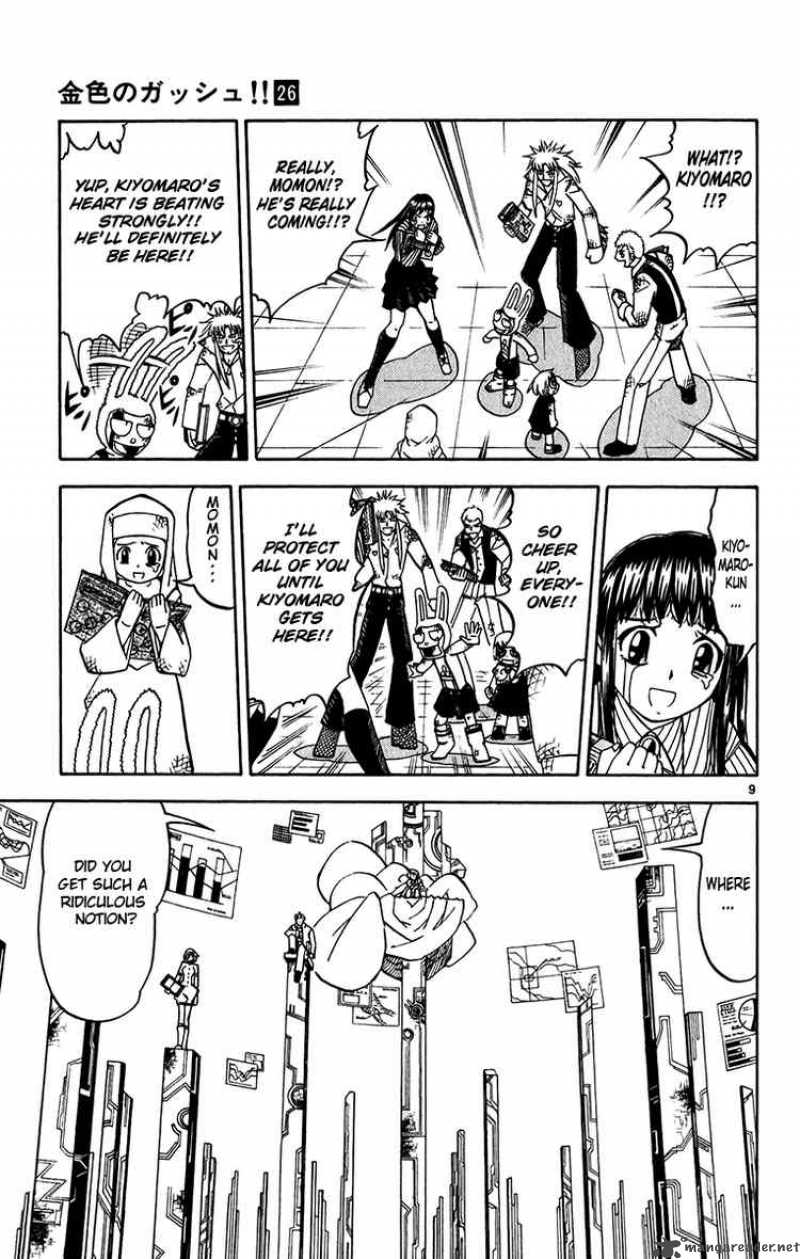 金色のガッシュ!! 26
WHAT!?
KIYOMARO
!!?
REALLY,
MOMON!?
HE'S REALLY
COMING!!?
YUP, KIYOMARO'S
HEART IS BEATING
STRONGLY!!
HE'LL DEFINITELY
BE HERE!!
KIYO-
MARO-
KUN
...
SO
CHEER
UP,
EVERY-
ONE!!
I'LL
PROTECT
ALL OF YOU
UNTIL
KIYOMARO
GETS
HERE!!
MOMON...
9
WHERE
...
DID YOU
GET SUCH A
RIDICULOUS
NOTION?
mangareader.net